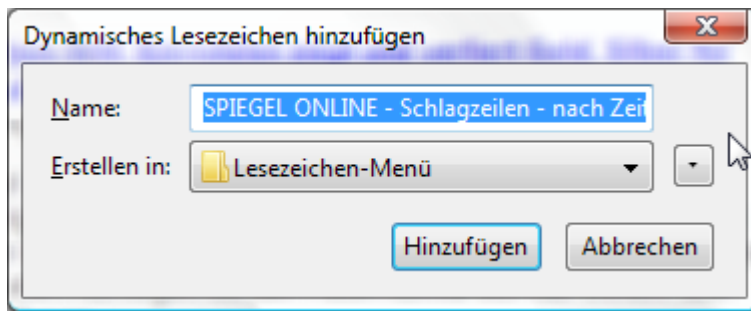 Dynamisches Lesezeichen hinzufügen
Name: SPIEGEL ONLINE - Schlagzeilen - nach Zeit
Erstellen in: Lesezeichen-Menü
Hinzufügen Abbrechen